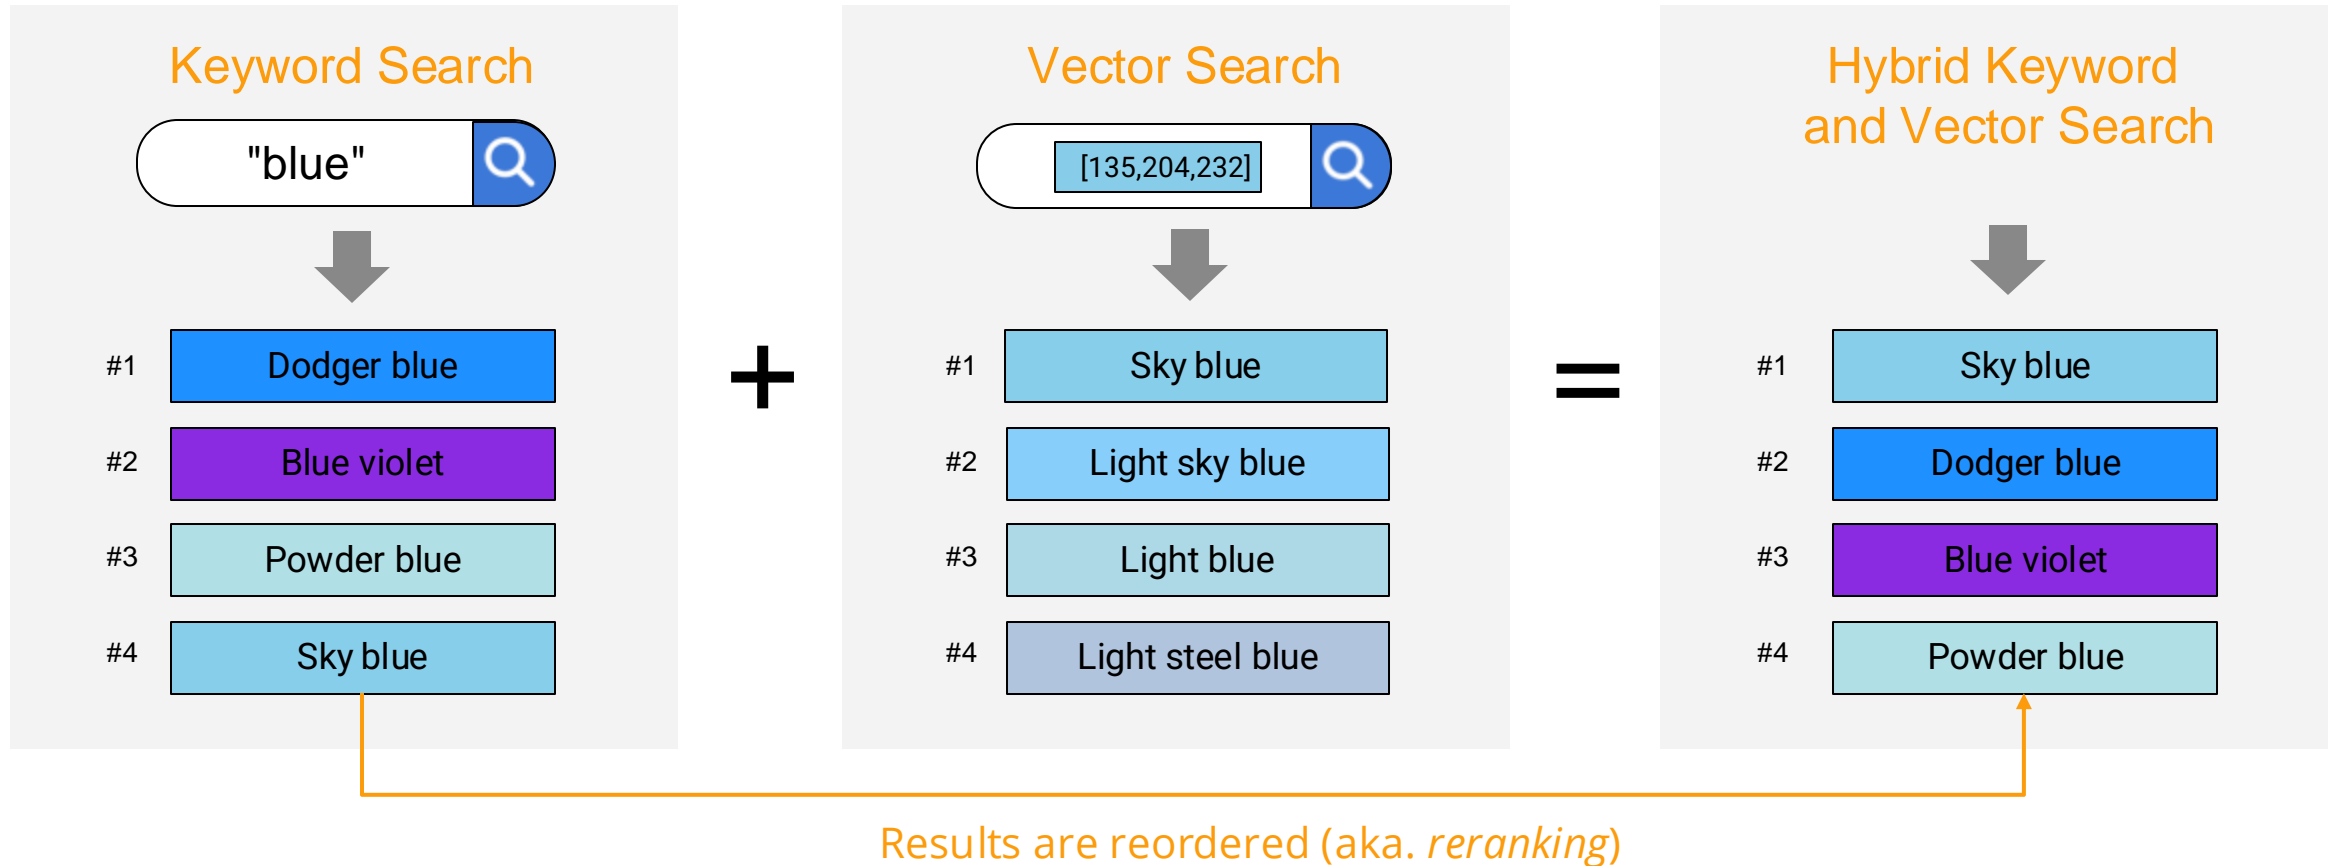 Keyword Search
"blue"
#1 Dodger blue
#2 Blue violet
#3 Powder blue
#4 Sky blue
+
Vector Search
[135,204,232]
#1 Sky blue
#2 Light sky blue
#3 Light blue
#4 Light steel blue
=
Hybrid Keyword
and Vector Search
#1 Sky blue
#2 Dodger blue
#3 Blue violet
#4 Powder blue
Results are reordered (aka. reranking)